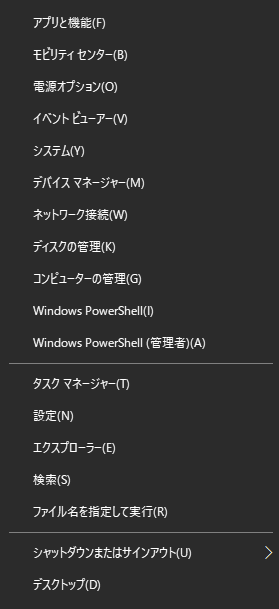 アプリと機能(F)
モビリティ センター(B)
電源オプション(O)
イベント ビューアー(V)
システム(Y)
デバイス マネージャー(M)
ネットワーク接続(W)
ディスクの管理(K)
コンピューターの管理(G)
Windows PowerShell(I)
Windows PowerShell (管理者)(A)
タスク マネージャー(T)
設定(N)
エクスプローラー(E)
検索(S)
ファイル名を指定して実行(R)
シャットダウンまたはサインアウト(U)
デスクトップ(D)